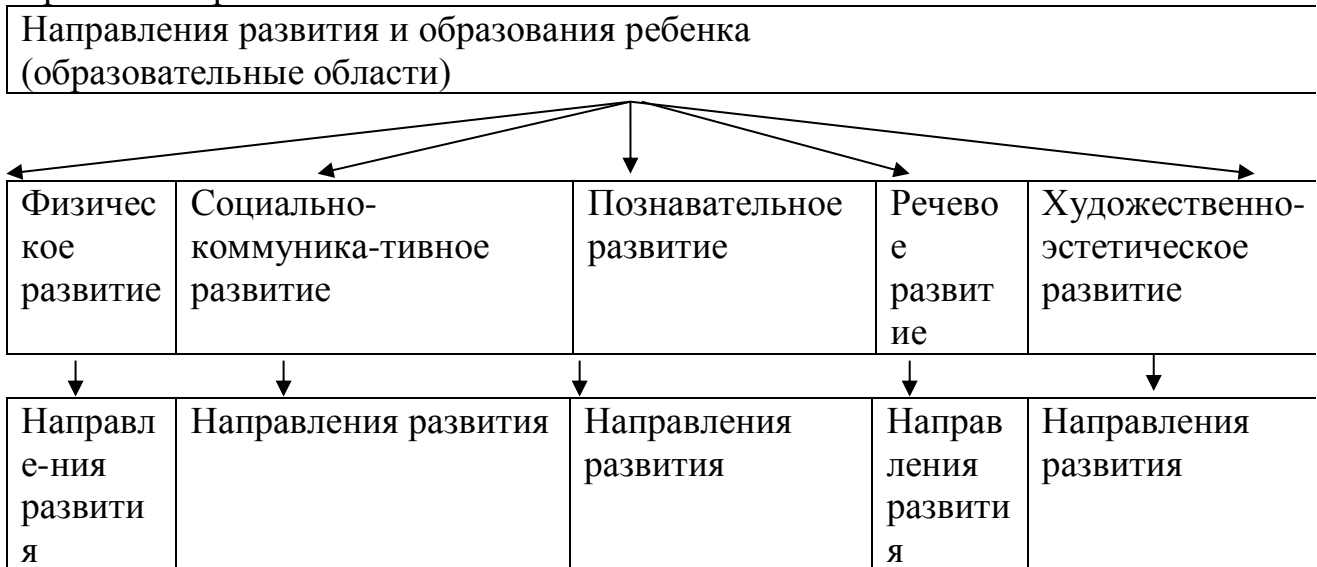 Направления развития и образования ребенка
(образовательные области)
Физичес
кое
развитие
Социально-
коммуника-тивное
развитие
Познавательное
развитие
Речево
е
развит
ие
Художественно-
эстетическое
развитие
Направл
е-ния
развити
я
Направления развития
Направления
развития
Направ
ления
развити
я
Направления
развития